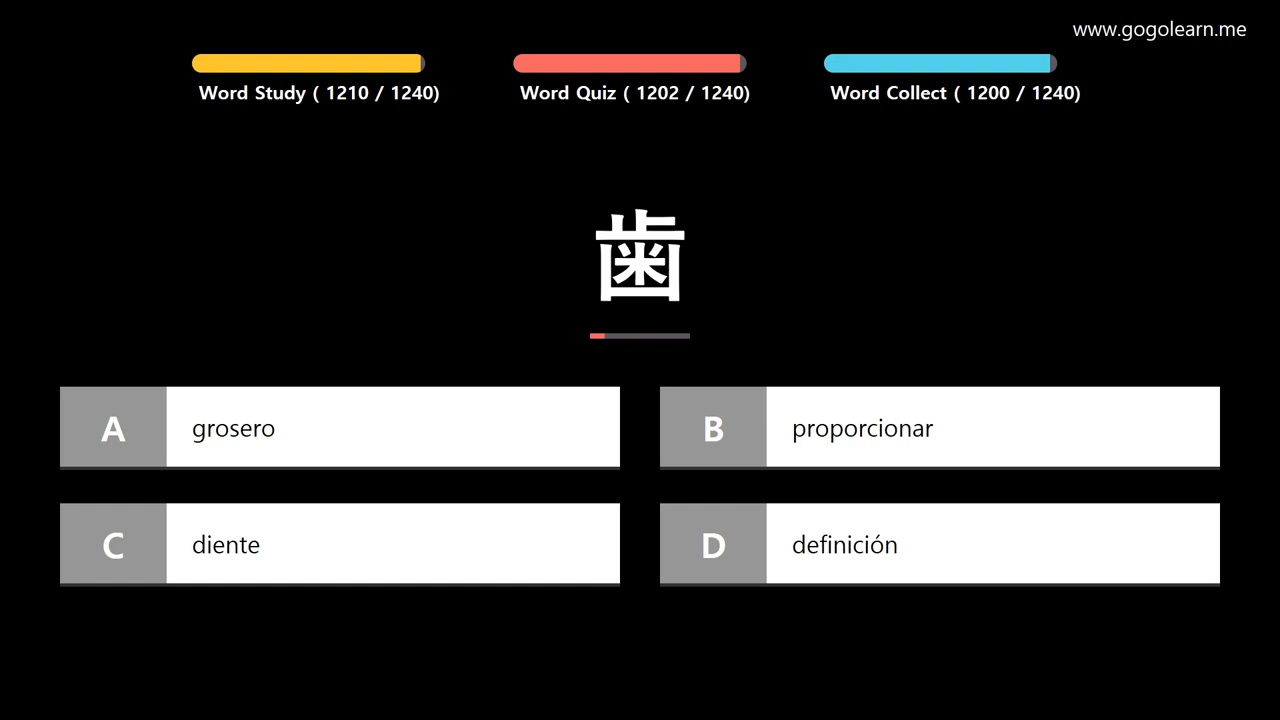 www.gogolearn.me
Word Study ( 1210 / 1240)
Word Quiz ( 1202 / 1240)
Word Collect ( 1200 / 1240)
歯
A
grosero
B
proporcionar
C
diente
D
definición